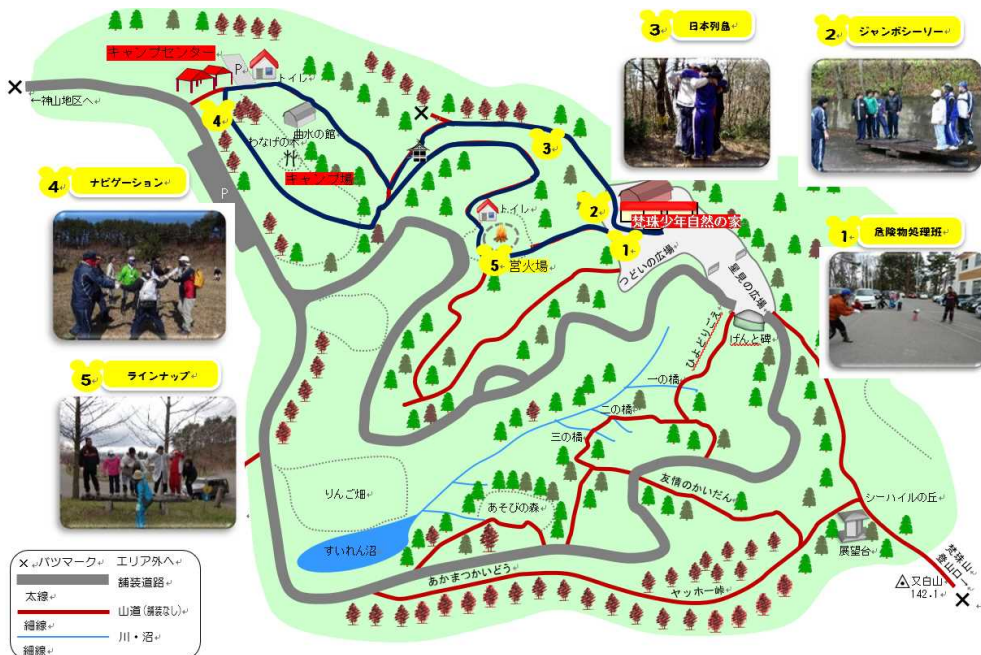 3 日本列島
2 ジャンボシーリー
キャンプセンター
P
トイレ
←神山地区へ
4
曲水の館
わなげの木
3
キャンプ場
4 ナビゲーション
P
トイレ
2
梵珠少年自然の家
1
1 危険物処理班
5
営火場
つどいの広場
星見の広場
げんと碑
ひよどりごえ
5 ラインナップ
一の橋
二の橋
三の橋
友情のかいだん
シーハイルの丘
りんご畑
あそびの森
すいれん沼
展望台
あかまつかいどう
ヤッホー峠
梵珠山
登山口
又白山
142.1
×バツマーク エリア外へ
舗装道路
太線
山道(舗装なし)
細線
川・沼
細線